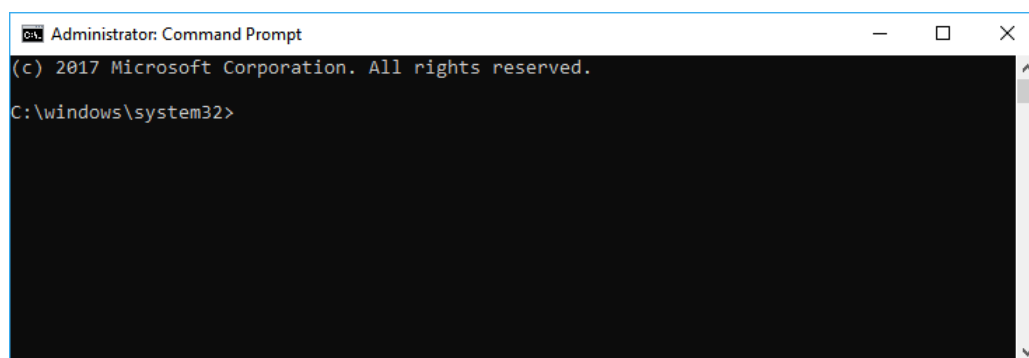 Administrator: Command Prompt
(c) 2017 Microsoft Corporation. All rights reserved.
C:\windows\system32>